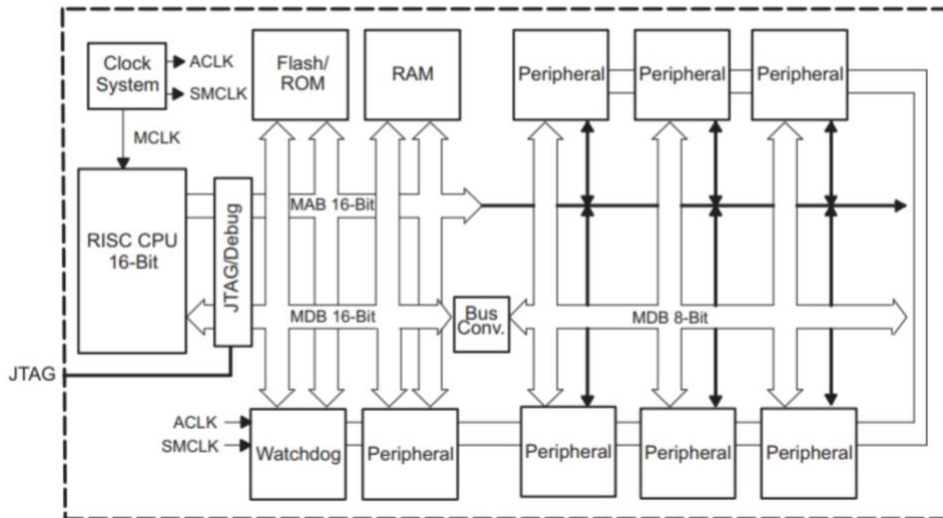 Clock
System
ACLK
SMCLK
MCLK
Flash/
ROM
RAM
Peripheral
Peripheral
Peripheral
RISC CPU
16-Bit
JTAG/Debug
MAB 16-Bit
MDB 16-Bit
Bus
Conv.
MDB 8-Bit
JTAG
ACLK
SMCLK
Watchdog
Peripheral
Peripheral
Peripheral
Peripheral